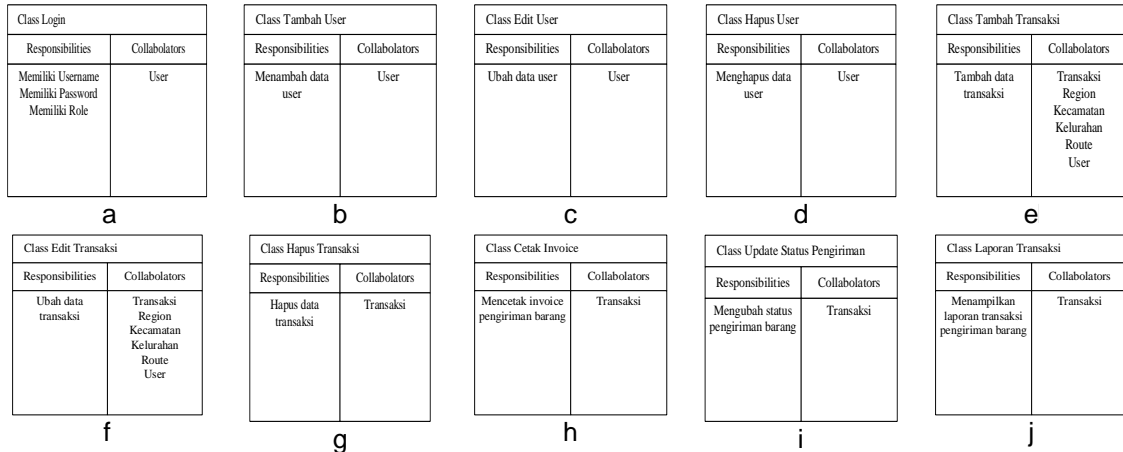 Class Login
Responsibilities Collabolators
Memiliki Username User
Memiliki Password
Memiliki Role
a
Class Tambah User
Responsibilities Collabolators
Menambah data User
user
b
Class Edit User
Responsibilities Collabolators
Ubah data user User
c
Class Hapus User
Responsibilities Collabolators
Menghapus data User
user
d
Class Tambah Transaksi
Responsibilities Collabolators
Tambah data Transaksi
transaksi Region
Kecamatan
Kelurahan
Route
User
e
Class Edit Transaksi
Responsibilities Collabolators
Ubah data Transaksi
transaksi Region
Kecamatan
Kelurahan
Route
User
f
Class Hapus Transaksi
Responsibilities Collabolators
Hapus data Transaksi
transaksi
g
Class Cetak Invoice
Responsibilities Collabolators
Mencetak invoice Transaksi
pengiriman barang
h
Class Update Status Pengiriman
Responsibilities Collabolators
Mengubah status Transaksi
pengiriman barang
i
Class Laporan Transaksi
Responsibilities Collabolators
Menampilkan Transaksi
laporan transaksi
pengiriman barang
j